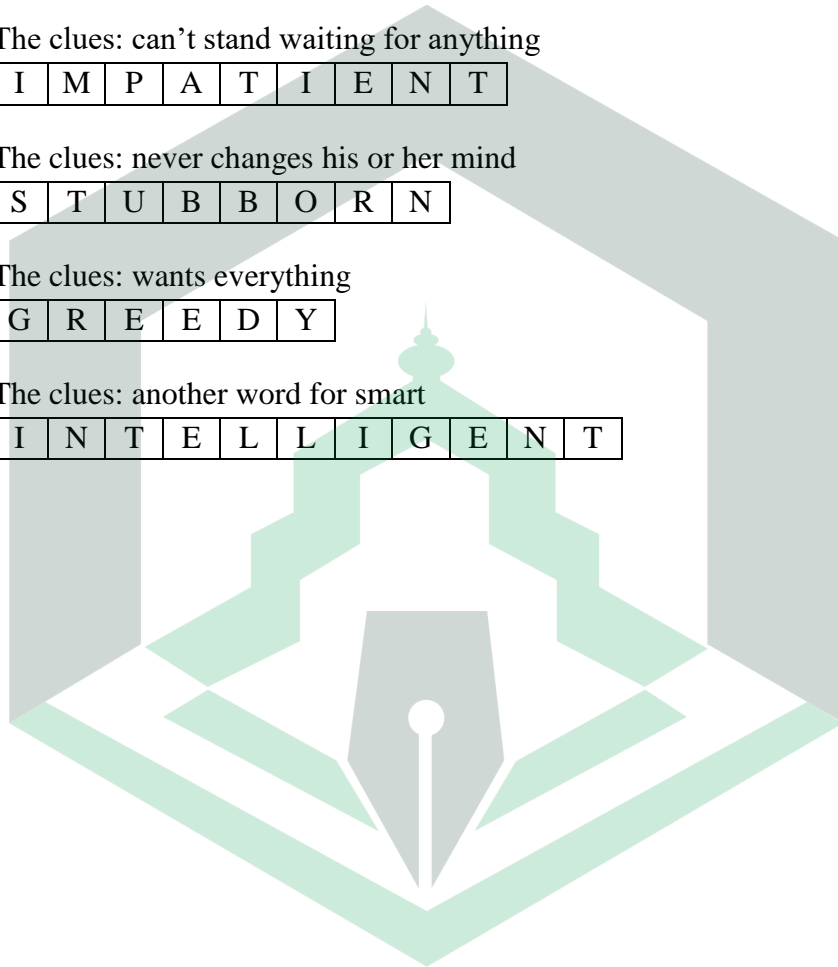 The clues: can’t stand waiting for anything
I M P A T I E N T
The clues: never changes his or her mind
S T U B B O R N
The clues: wants everything
G R E E D Y
The clues: another word for smart
I N T E L L I G E N T